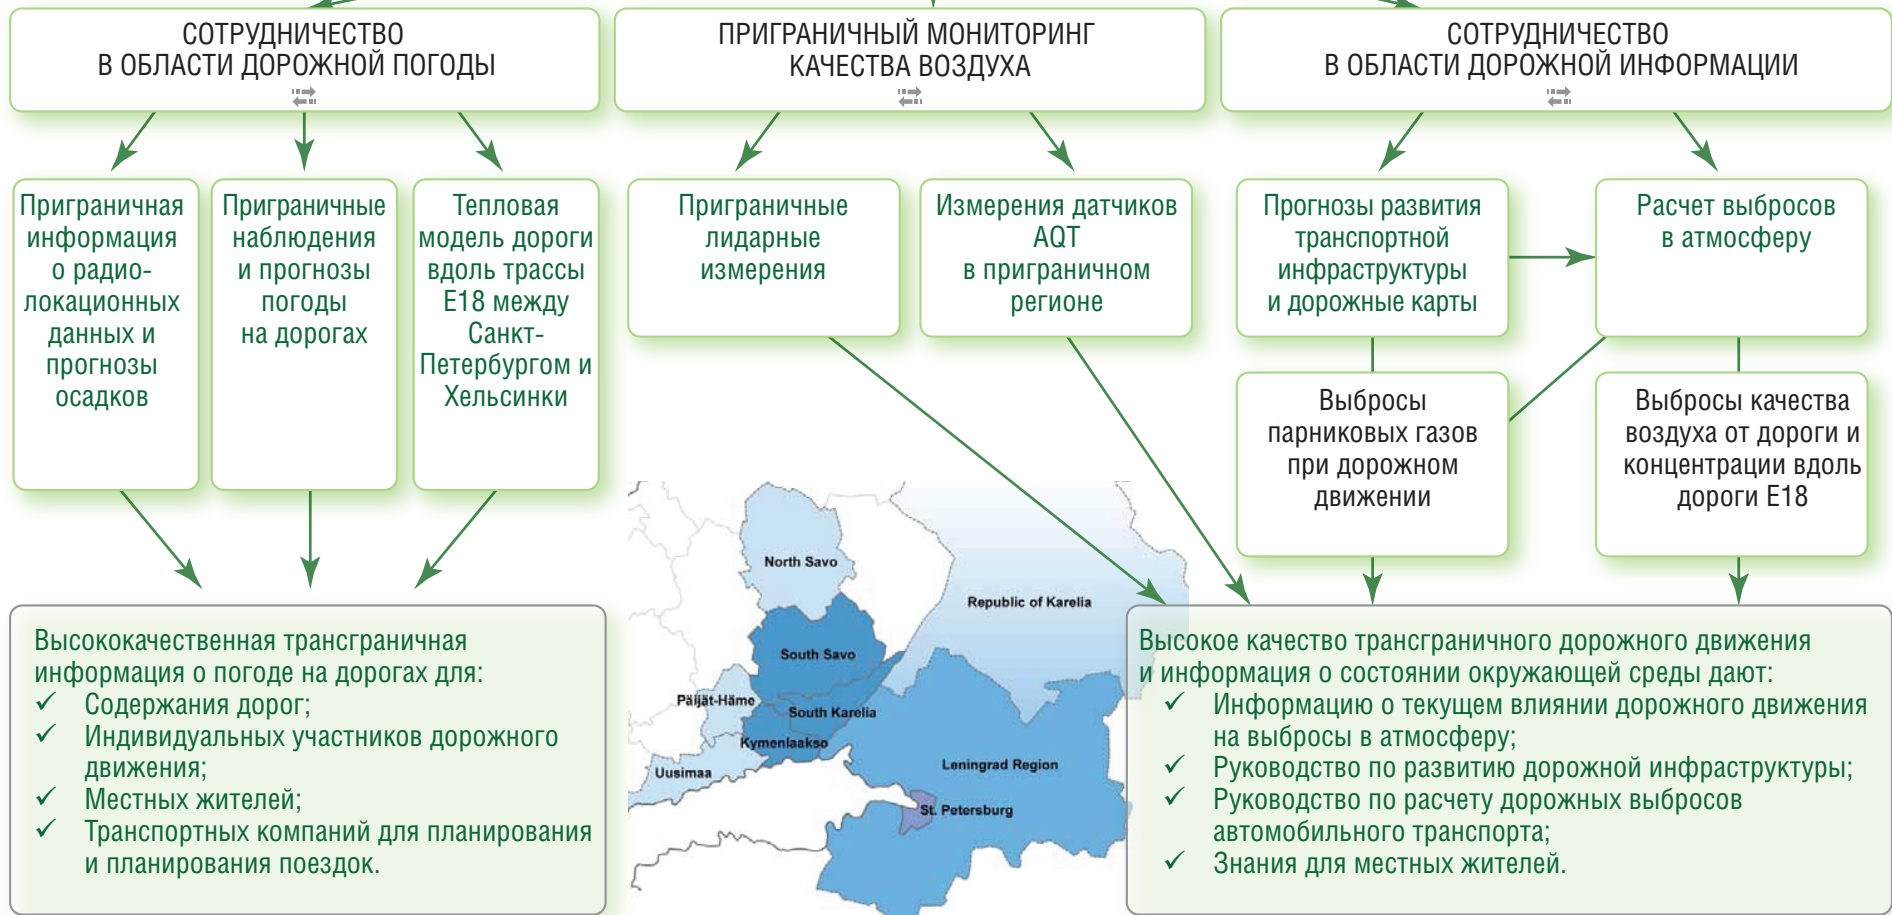 СОТРУДНИЧЕСТВО
В ОБЛАСТИ ДОРОЖНОЙ ПОГОДЫ
ПРИГРАНИЧНЫЙ МОНИТОРИНГ
КАЧЕСТВА ВОЗДУХА
СОТРУДНИЧЕСТВО
В ОБЛАСТИ ДОРОЖНОЙ ИНФОРМАЦИИ
Приграничная
информация
о радио-
локационных
данных и
прогнозы
осадков
Приграничные
наблюдения
и прогнозы
погоды
на дорогах
Тепловая
модель дороги
вдоль трассы
Е18 между
Санкт-
Петербургом и
Хельсинки
Приграничные
лидарные
измерения
Измерения датчиков
AQT
в приграничном
регионе
Прогнозы развития
транспортной
инфраструктуры
и дорожные карты
Расчет выбросов
в атмосферу
Выбросы
парниковых газов
при дорожном
движении
Выбросы качества
воздуха от дороги и
концентрации вдоль
дороги Е18
North Savo
Republic of Karelia
South Savo
Päijät-Häme
South Karelia
Kymenlaakso
Uusimaa
Leningrad Region
St. Petersburg
Высококачественная трансграничная
информация о погоде на дорогах для:
✓ Содержания дорог;
✓ Индивидуальных участников дорожного
движения;
✓ Местных жителей;
✓ Транспортных компаний для планирования
и планирования поездок.
Высокое качество трансграничного дорожного движения
и информация о состоянии окружающей среды дают:
✓ Информацию о текущем влиянии дорожного движения
на выбросы в атмосферу;
✓ Руководство по развитию дорожной инфраструктуры;
✓ Руководство по расчету дорожных выбросов
автомобильного транспорта;
✓ Знания для местных жителей.